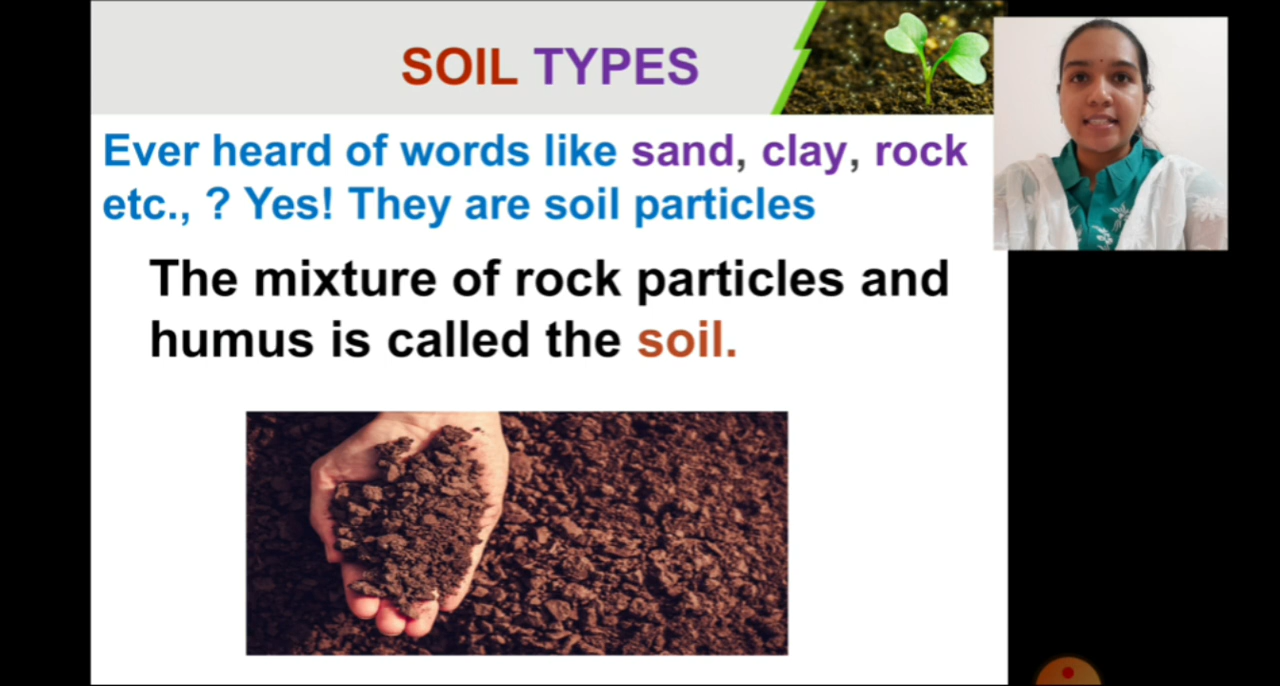 SOIL TYPES
Ever heard of words like sand, clay, rock
etc., ? Yes! They are soil particles
The mixture of rock particles and
humus is called the soil.